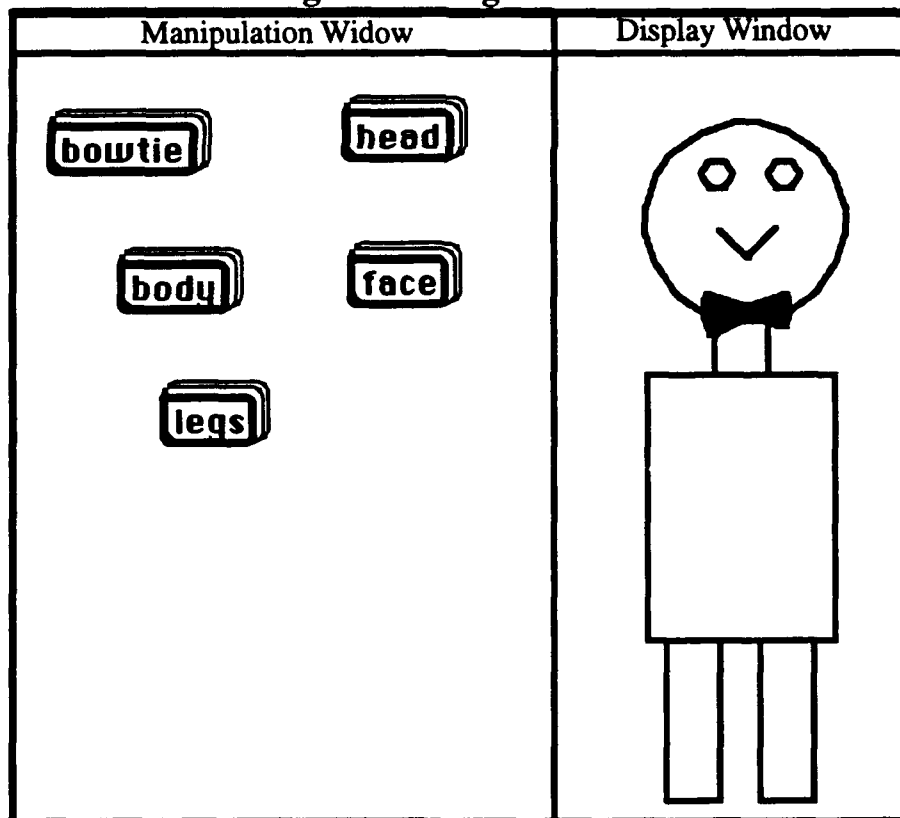 Manipulation Widow
Display Window
bowtie
head
body
face
legs